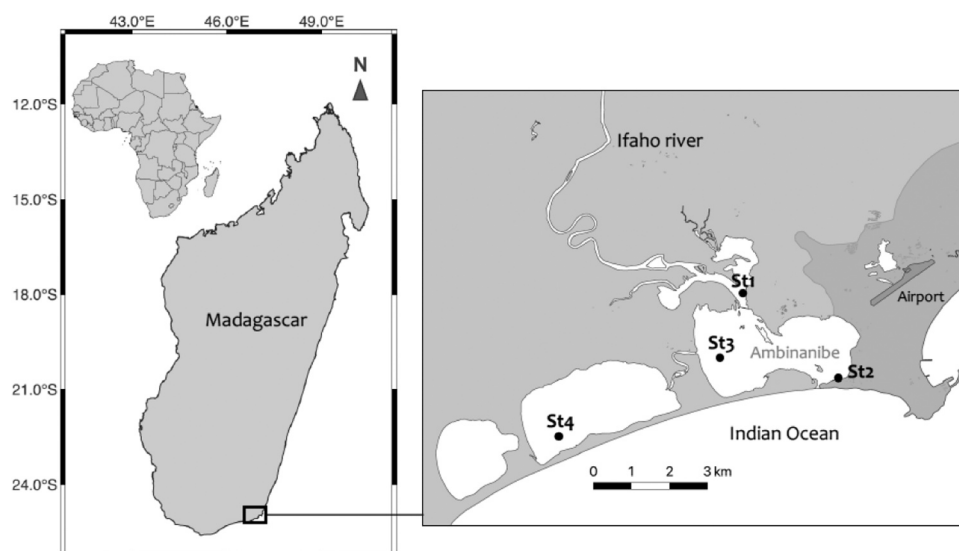 43.0°E 46.0°E 49.0°E
N
12.0°S
15.0°S
18.0°S
21.0°S
24.0°S
Madagascar
Ifaho river
St1
Airport
St3
Ambinanibe
St2
St4
Indian Ocean
0 1 2 3 km